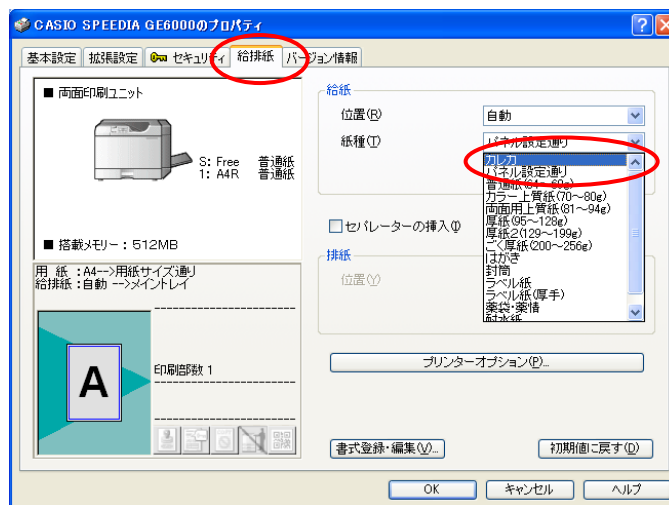 CASIO SPEEDIA GE6000のプロパティ
基本設定 拡張設定 セキュリティ 給排紙 バージョン情報
■ 両面印刷ユニット
S: Free 普通紙
1: A4R 普通紙
■ 搭載メモリー：512MB
用 紙：A4-->用紙サイズ通り
給排紙：自動 -->メイントレイ
A
印刷部数 1
給紙
位置(R) 自動
紙種(T) パネル設定通り
カレカ
パネル設定通り
普通紙(64～69g)
カラー上質紙(70～80g)
両面用上質紙(81～94g)
厚紙(95～128g)
厚紙2(129～199g)
ごく厚紙(200～256g)
はがき
封筒
ラベル紙
ラベル紙(厚手)
薬袋・薬情
耐水紙
セパレーターの挿入(I)
排紙
位置(Y)
プリンターオプション(P)...
書式登録・編集(V)... 初期値に戻す(D)
OK キャンセル ヘルプ